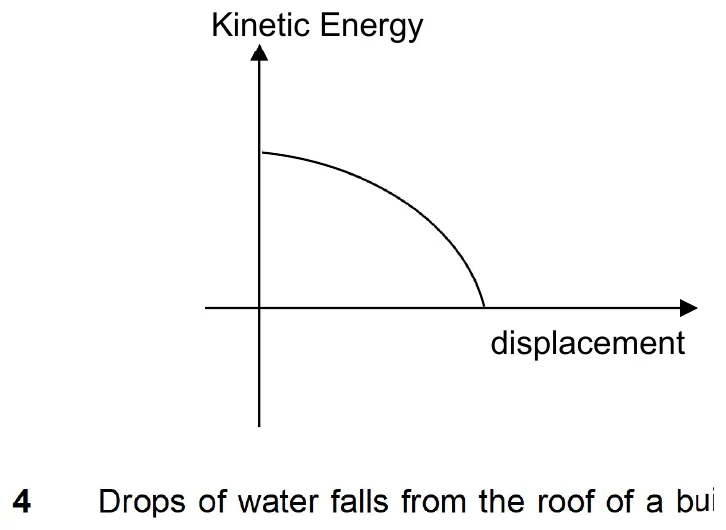 Kinetic Energy
displacement
4 Drops of water falls from the roof of a